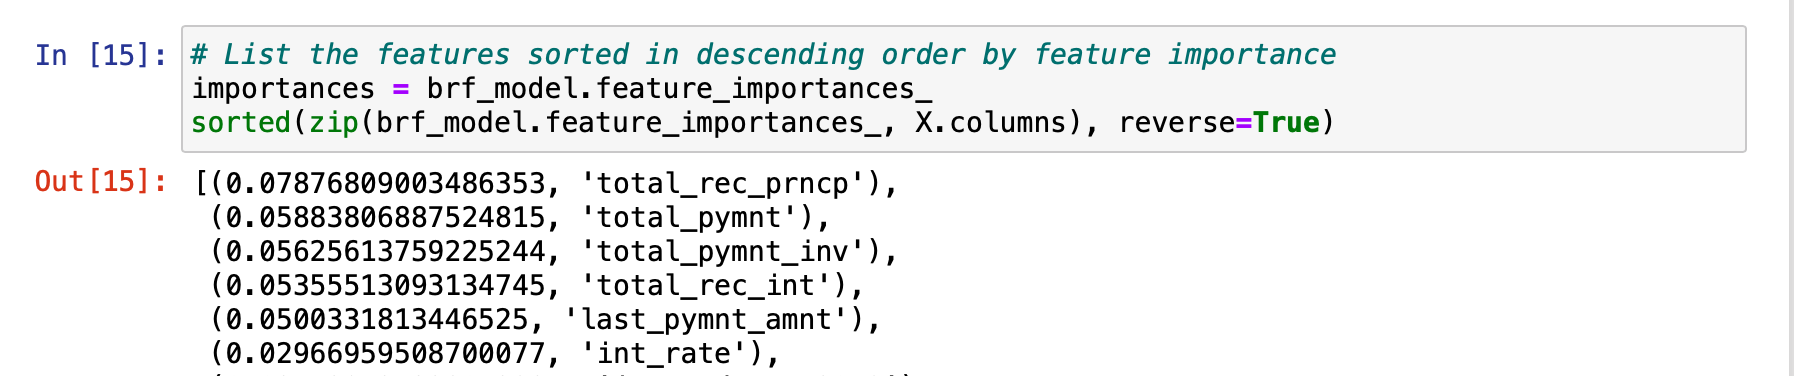 In [15]: # List the features sorted in descending order by feature importance
importances = brf_model.feature_importances_
sorted(zip(brf_model.feature_importances_, X.columns), reverse=True)
Out[15]: [(0.07876809003486353, 'total_rec_prncp'),
(0.05883806887524815, 'total_pymnt'),
(0.05625613759225244, 'total_pymnt_inv'),
(0.05355513093134745, 'total_rec_int'),
(0.0500331813446525, 'last_pymnt_amnt'),
(0.02966959508700077, 'int_rate'),